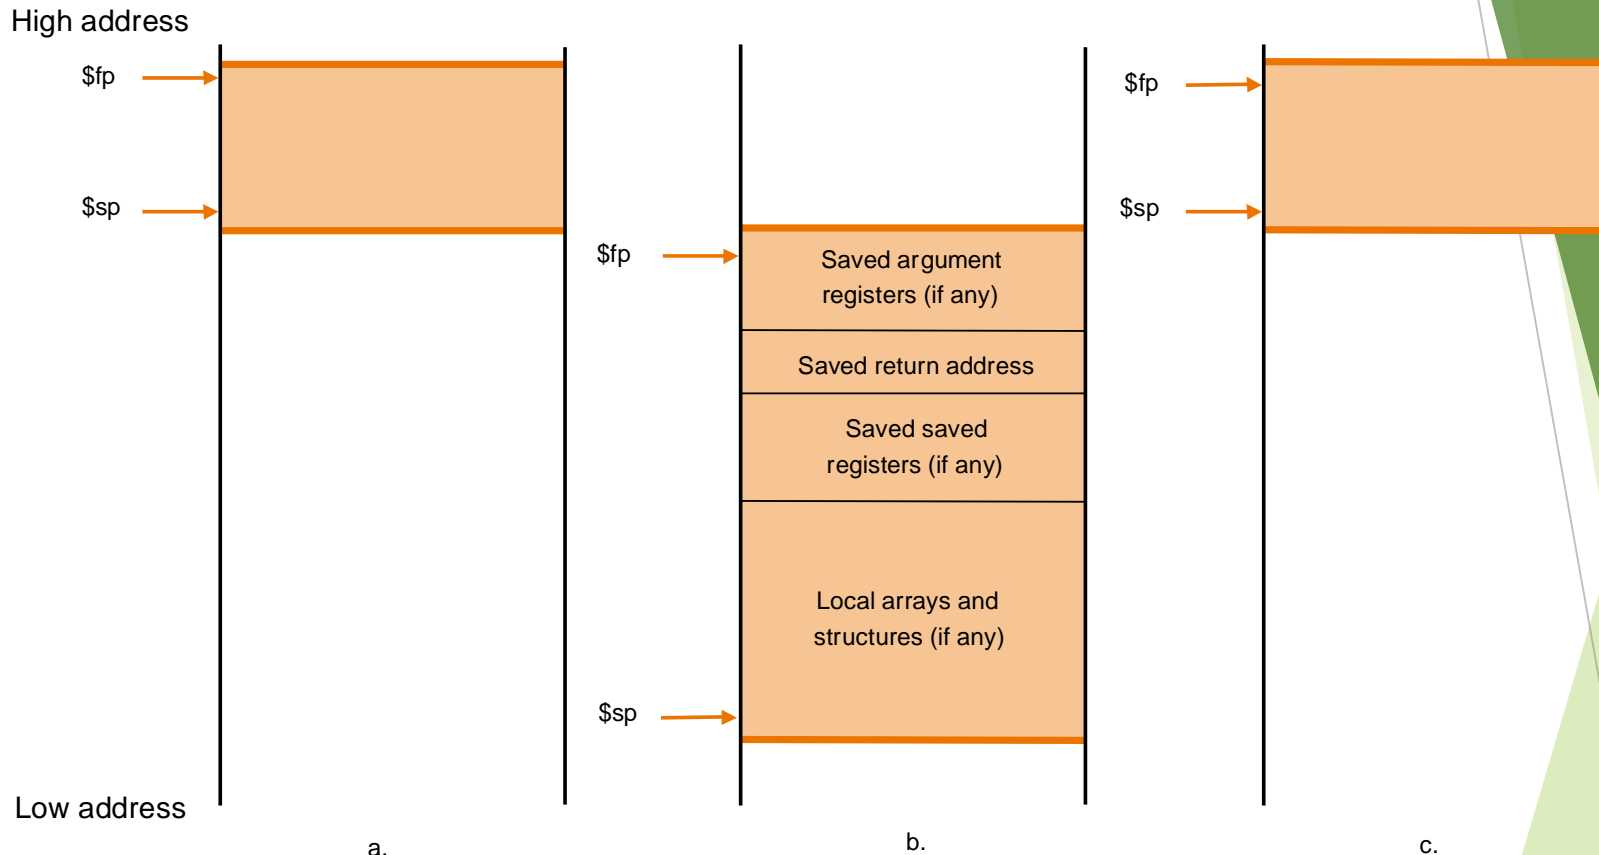 High address
$fp
$sp
$fp
Saved argument
registers (if any)
Saved return address
Saved saved
registers (if any)
Local arrays and
structures (if any)
$sp
$fp
$sp
Low address
a.
b.
c.